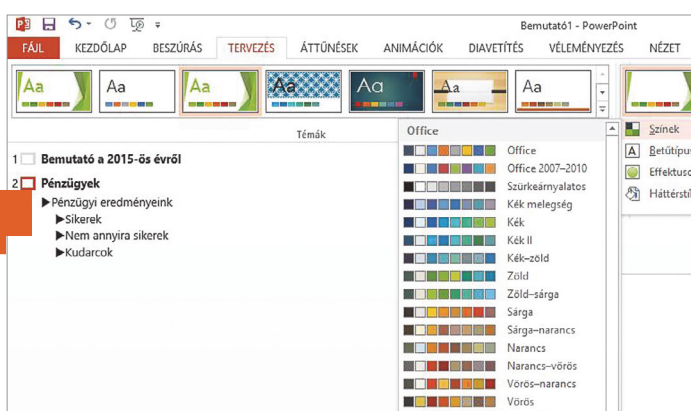 Bemutató1 - PowerPoint
FÁJL KEZDŐLAP BESZÚRÁS TERVEZÉS ÁTTŰNÉSEK ANIMÁCIÓK DIAVETÍTÉS VÉLEMÉNYEZÉS NÉZET
Aa Aa Aa Aa Aa Aa Aa
Témák
1 Bemutató a 2015-ös évről
2 Pénzügyek
▶Pénzügyi eredményeink
▶Sikerek
▶Nem annyira sikerek
▶Kudarcok
Office
Office
Office 2007–2010
Szürkeárnyalatos
Kék melegség
Kék
Kék II
Kék–zöld
Zöld
Zöld–sárga
Sárga
Sárga–narancs
Narancs
Narancs–vörös
Vörös–narancs
Vörös
Színek
A Betűtípus
Effektuso
Háttérstí